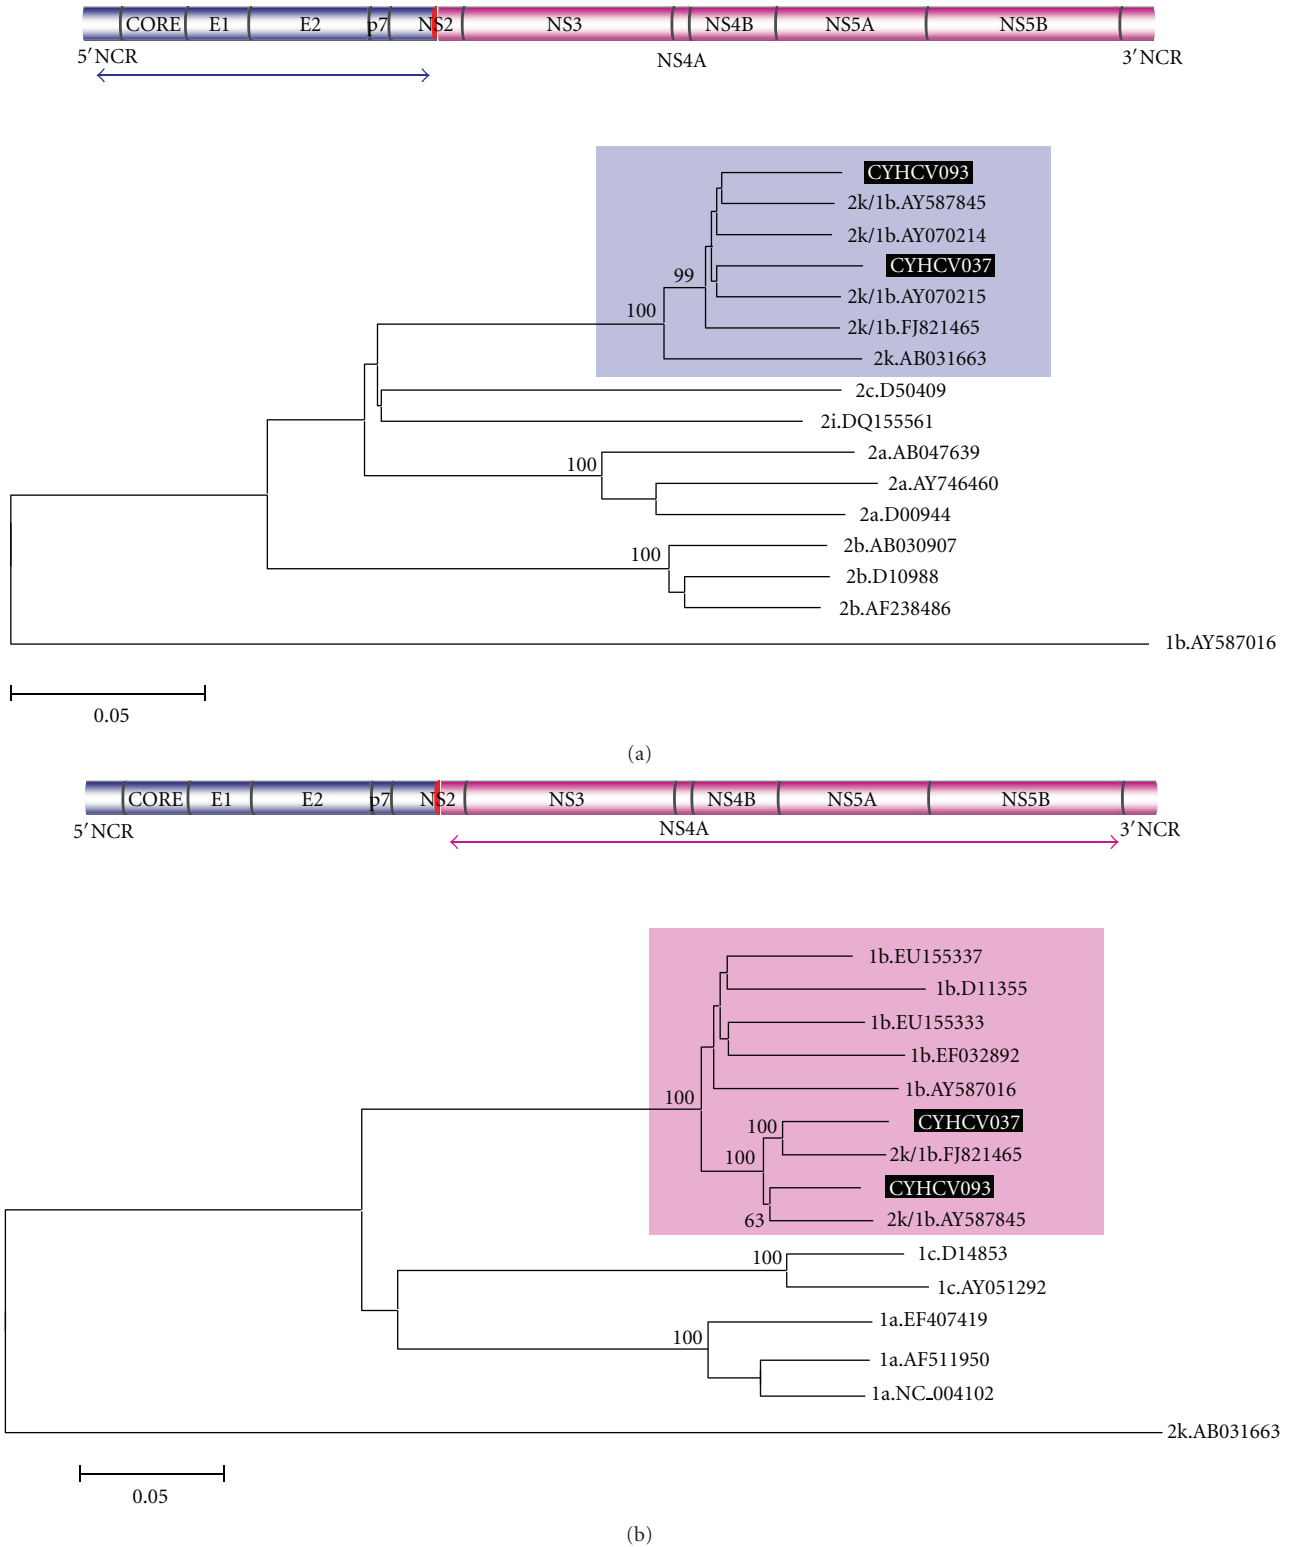 CORE E1 E2 p7 NS2 NS3 NS4B NS5A NS5B
5′NCR NS4A 3′NCR
CYHCV093
2k/1b.AY587845
2k/1b.AY070214
CYHCV037
99
2k/1b.AY070215
100
2k/1b.FJ821465
2k.AB031663
2c.D50409
2i.DQ155561
2a.AB047639
100
2a.AY746460
2a.D00944
2b.AB030907
100
2b.D10988
2b.AF238486
1b.AY587016
0.05
(a)
CORE E1 E2 p7 NS2 NS3 NS4B NS5A NS5B
5′NCR NS4A 3′NCR
1b.EU155337
1b.D11355
1b.EU155333
1b.EF032892
1b.AY587016
100
CYHCV037
100
2k/1b.FJ821465
100
CYHCV093
2k/1b.AY587845
63
1c.D14853
100
1c.AY051292
1a.EF407419
100
1a.AF511950
1a.NC_004102
2k.AB031663
0.05
(b)